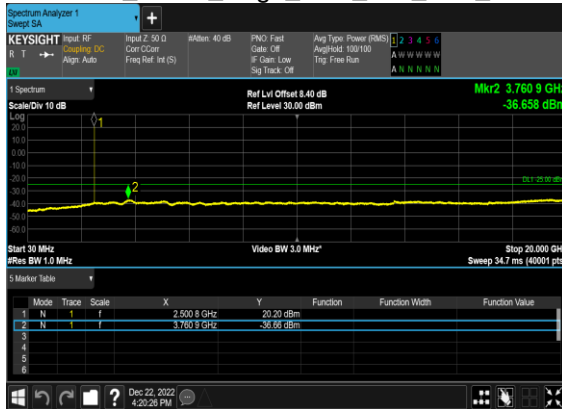 Spectrum Analyzer 1
Swept SA
+
KEYSIGHT Input: RF Input Z: 50 Ω #Atten: 40 dB PNO: Fast Avg Type: Power (RMS) 1 2 3 4 5 6
R T Coupling: DC Corr CCorr Gate: Off Avg|Hold: 100/100 A W W W W W
Align: Auto Freq Ref: Int (S) IF Gain: Low Trig: Free Run
LXI Sig Track: Off A N N N N N
1 Spectrum Ref Lvl Offset 8.40 dB Mkr2 3.760 9 GHz
Scale/Div 10 dB Ref Level 30.00 dBm -36.658 dBm
Log
20.0
10.0
0.00
-10.0
-20.0
-30.0
-40.0
-50.0
-60.0
1
2
DL1 -25.00 dBm
Start 30 MHz Video BW 3.0 MHz* Stop 20.000 GHz
#Res BW 1.0 MHz Sweep 34.7 ms (40001 pts)
5 Marker Table
Mode Trace Scale X Y Function Function Width Function Value
1 N 1 f 2.500 8 GHz 20.20 dBm
2 N 1 f 3.760 9 GHz -36.66 dBm
3
4
5
6
? Dec 22, 2022
4:20:26 PM